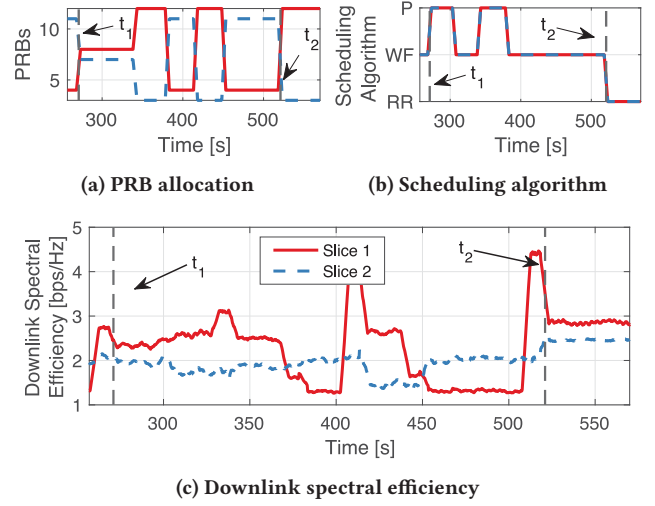 PRBs
10
5
t1
t2
300
400
500
Time [s]
(a) PRB allocation
Scheduling
Algorithm
P
WF
RR
t2
t1
300
400
500
Time [s]
(b) Scheduling algorithm
Downlink Spectral
Efficiency [bps/Hz]
5
4
3
2
1
t1
Slice 1
Slice 2
t2
300
350
400
450
500
550
Time [s]
(c) Downlink spectral efficiency